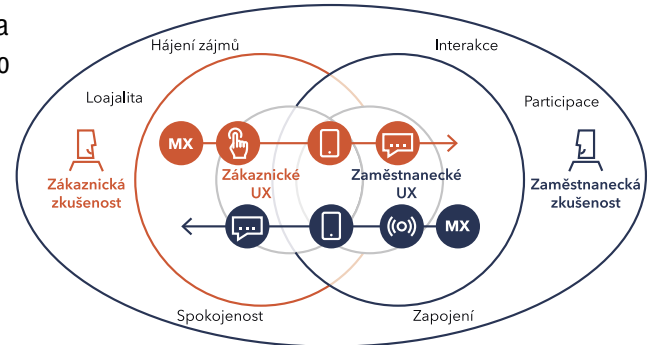 a
o
Hájení zájmů
Interakce
Loajalita
Participace
MX
Zákaznické
UX
Zaměstnanecké
UX
Zákaznická
zkušenost
Zaměstnanecká
zkušenost
MX
Spokojenost
Zapojení